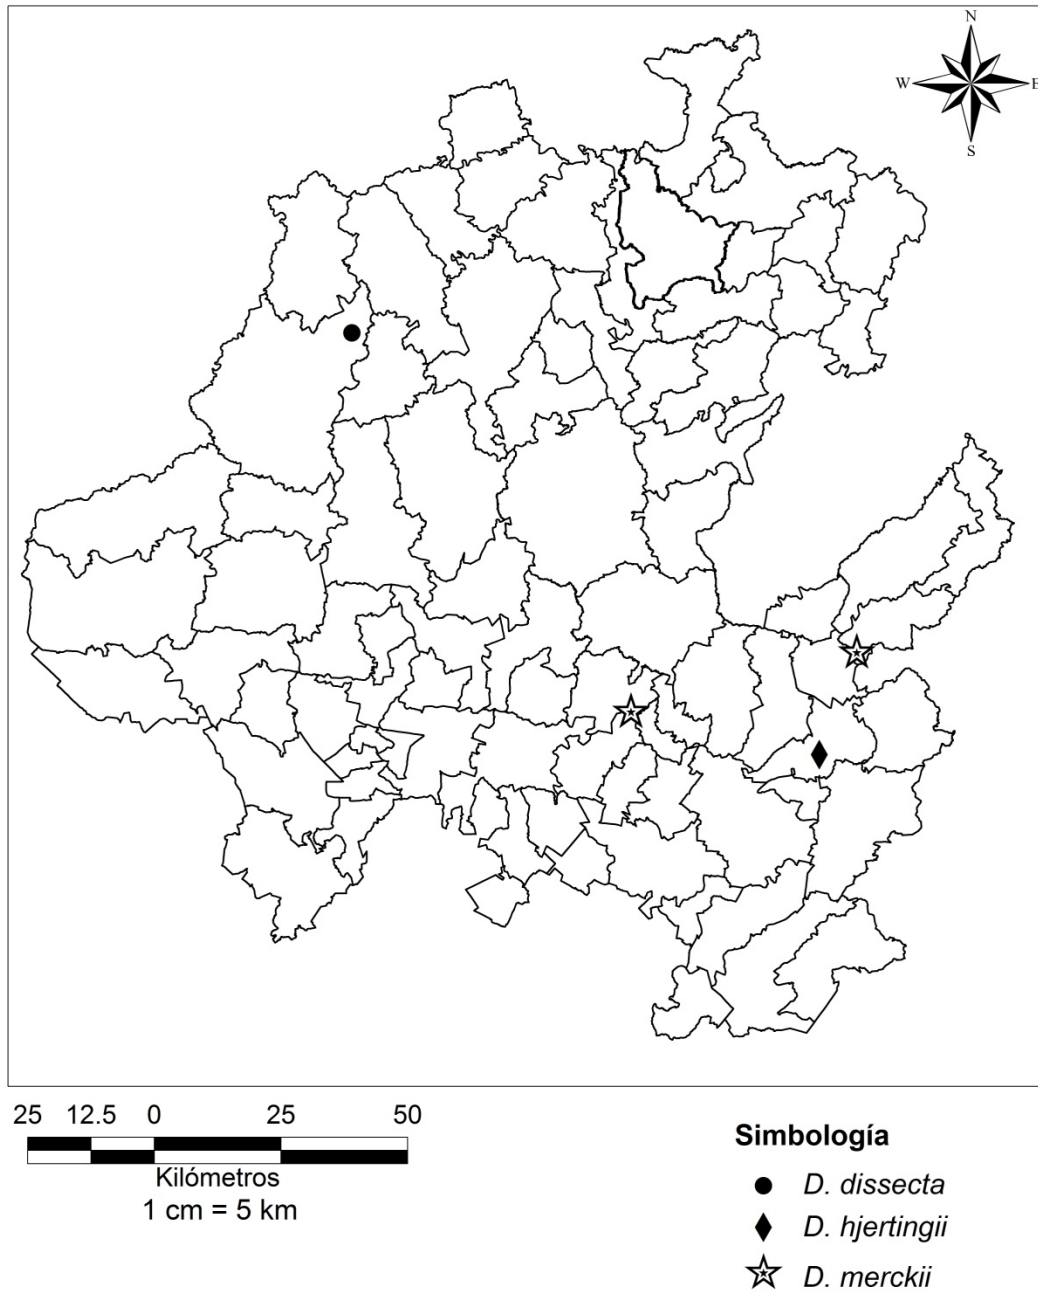 N
W E
S
25 12.5 0 25 50
Kilómetros
1 cm = 5 km
Simbología
D. dissecta
D. hjertingii
D. merckii